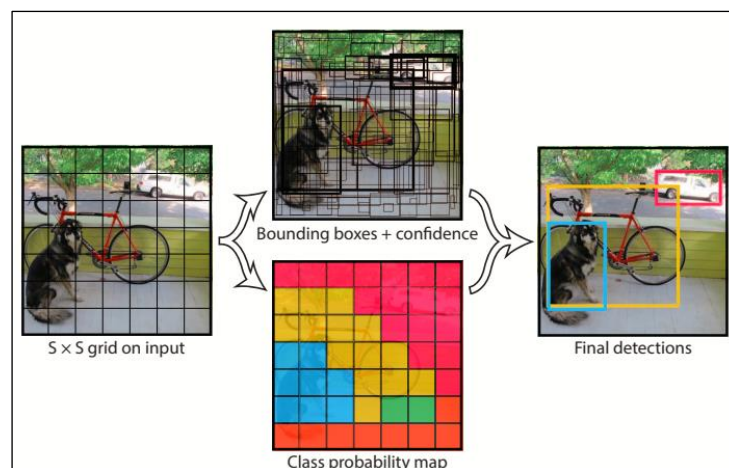 Bounding boxes + confidence
S × S grid on input
Final detections
Class probability map